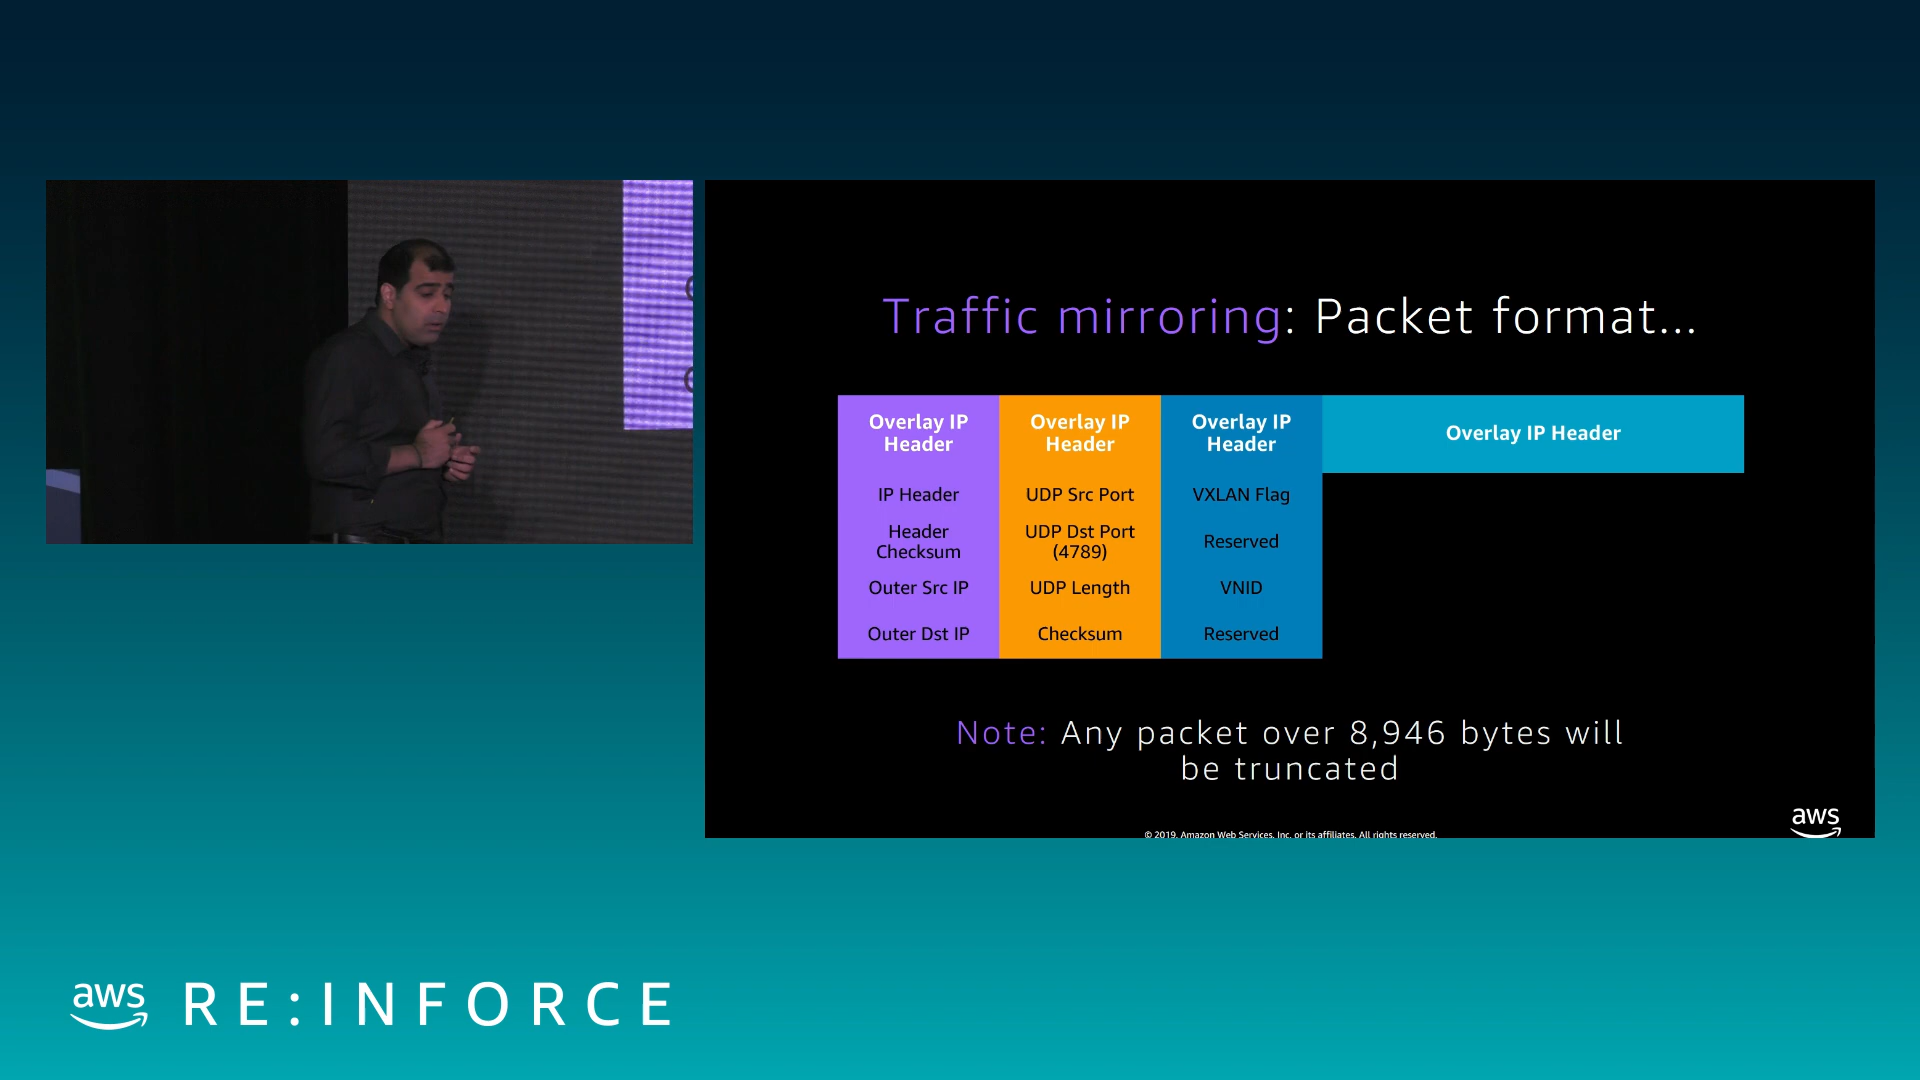 Traffic mirroring: Packet format...
Overlay IP
Header
IP Header
Header
Checksum
Outer Src IP
Outer Dst IP
Overlay IP
Header
UDP Src Port
UDP Dst Port
(4789)
UDP Length
Checksum
Overlay IP
Header
VXLAN Flag
Reserved
VNID
Reserved
Overlay IP Header
Note: Any packet over 8,946 bytes will
be truncated
© 2019, Amazon Web Services, Inc. or its affiliates. All rights reserved.
aws
aws RE:INFORCE